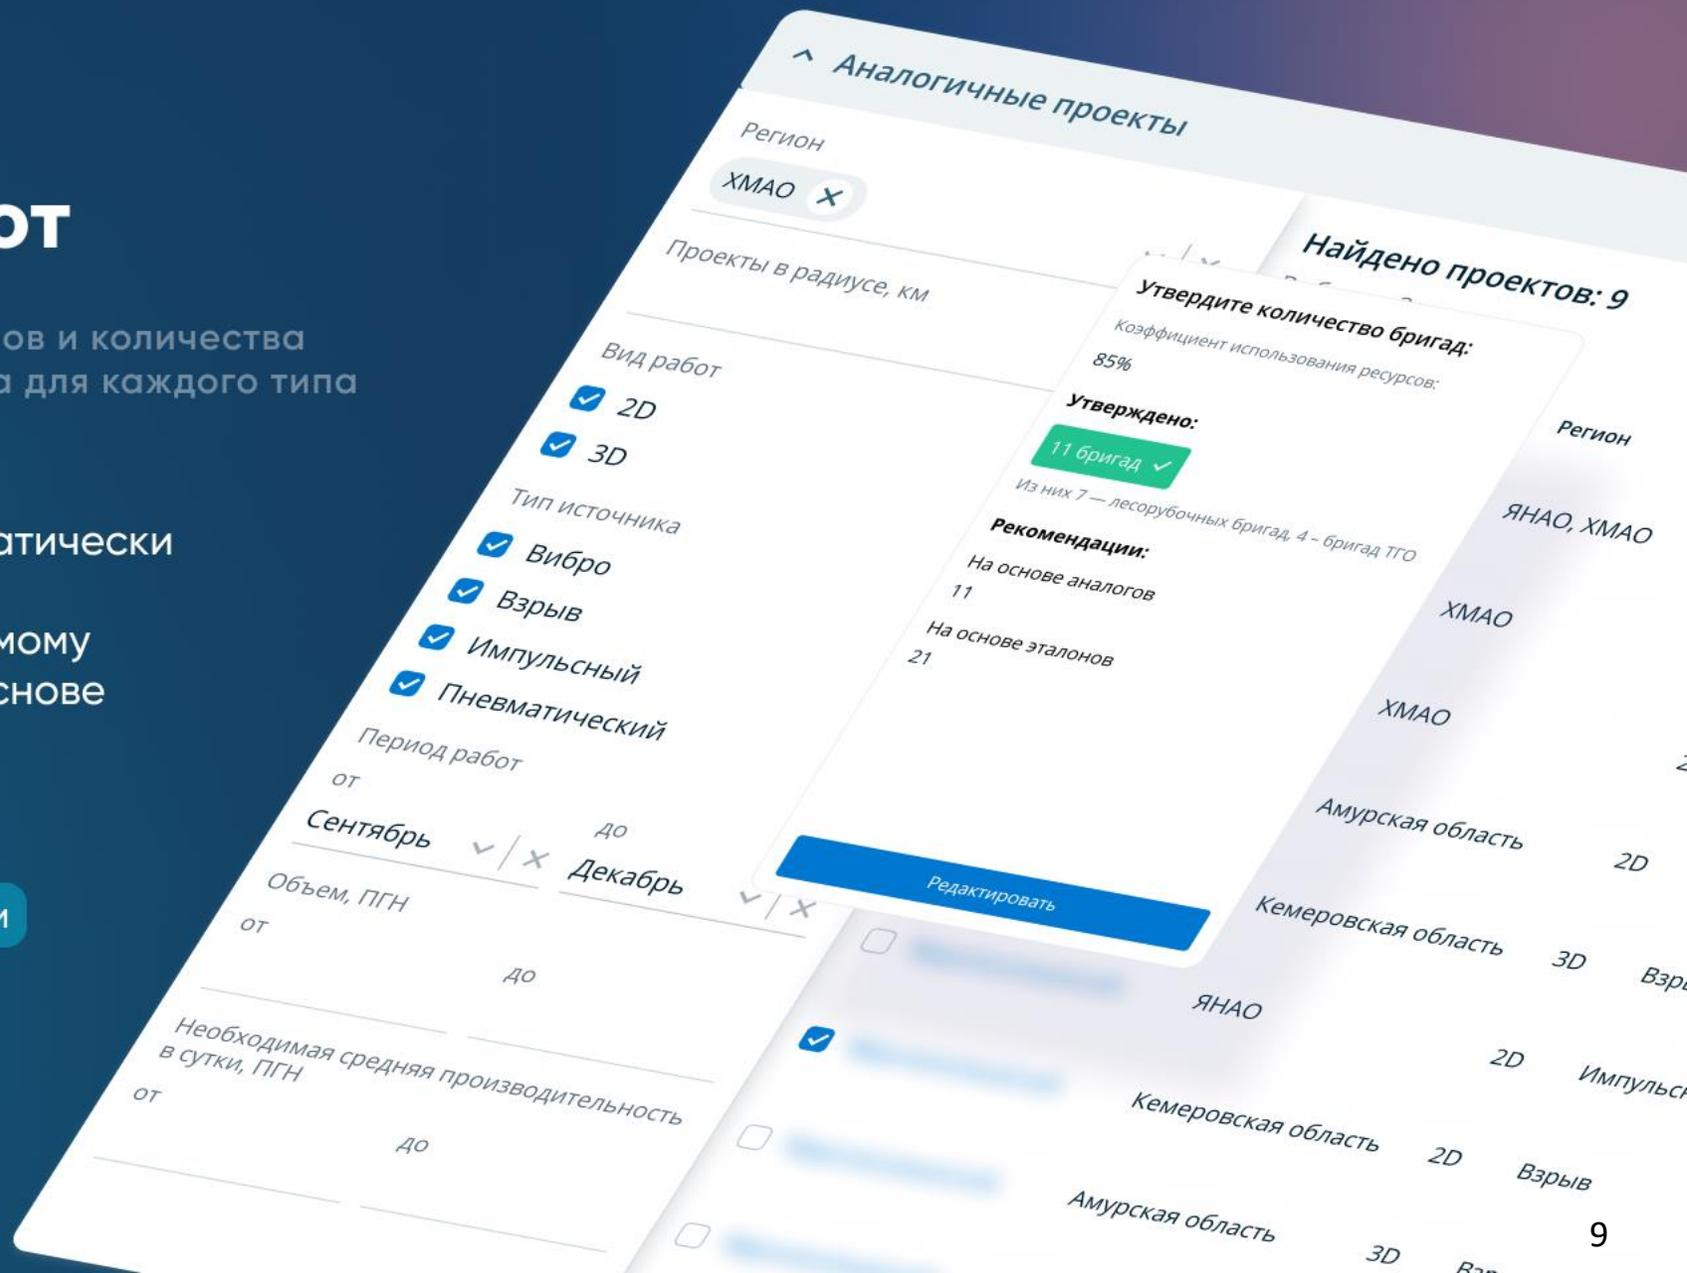 от
ов и количества
а для каждого типа
атически
мому
снове
и
Аналогичные проекты
Регион
ХМАО
Проекты в радиусе, км
Вид работ
2D
3D
Тип источника
Вибро
Взрыв
Импульсный
Пневматический
Период работ
от
Сентябрь
до
Декабрь
Объем, ПГН
от
до
Необходимая средняя производительность
в сутки, ПГН
от
до
Найдено проектов: 9
Утвердите количество бригад:
Коэффициент использования ресурсов:
85%
Утверждено:
11 бригад
Из них 7 — лесорубочных бригад, 4 – бригад ТГО
Рекомендации:
На основе аналогов
11
На основе эталонов
21
Редактировать
Регион
ЯНАО, ХМАО
ХМАО
ХМАО
Амурская область 2D
Кемеровская область 3D Взры
ЯНАО 2D Импульсн
Кемеровская область 2D Взрыв
Амурская область 3D
9